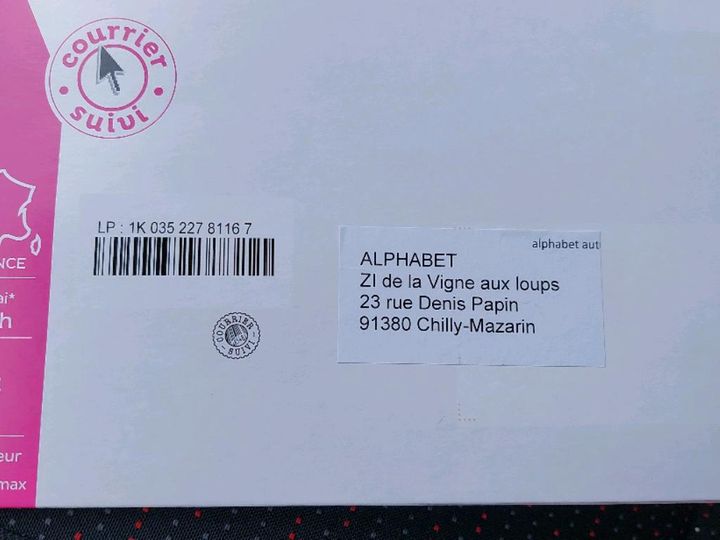 courrier
suivi
NCE
ai*
h
eur
max
LP : 1K 035 227 8116 7
COURRIER
SUIVI
alphabet aut
ALPHABET
ZI de la Vigne aux loups
23 rue Denis Papin
91380 Chilly-Mazarin